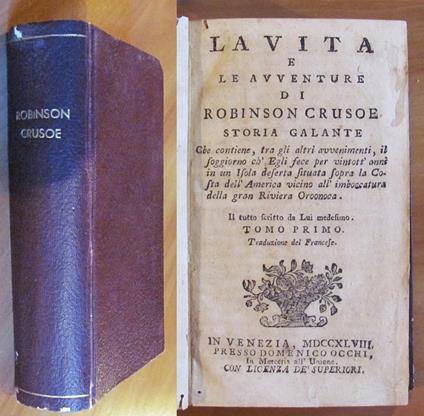 ROBINSON
CRUSOE
LA VITA
E
LE AVVENTURE
DI
ROBINSON CRUSOE
STORIA GALANTE
Che contiene, tra gli altri avvenimenti, il
soggiorno ch' Egli fece per vintott' anni
in un Isola deserta situata sopra la Co-
sta dell' America vicino all' imboccatura
della gran Riviera Oroonoca.
Il tutto scritto da Lui medesimo.
TOMO PRIMO.
Traduzione del Francese.
IN VENEZIA, MDCCXLVIII.
PRESSO DOMENICO OCCHI,
In Merceria all' Unione.
CON LICENZA DE' SUPERIORI.